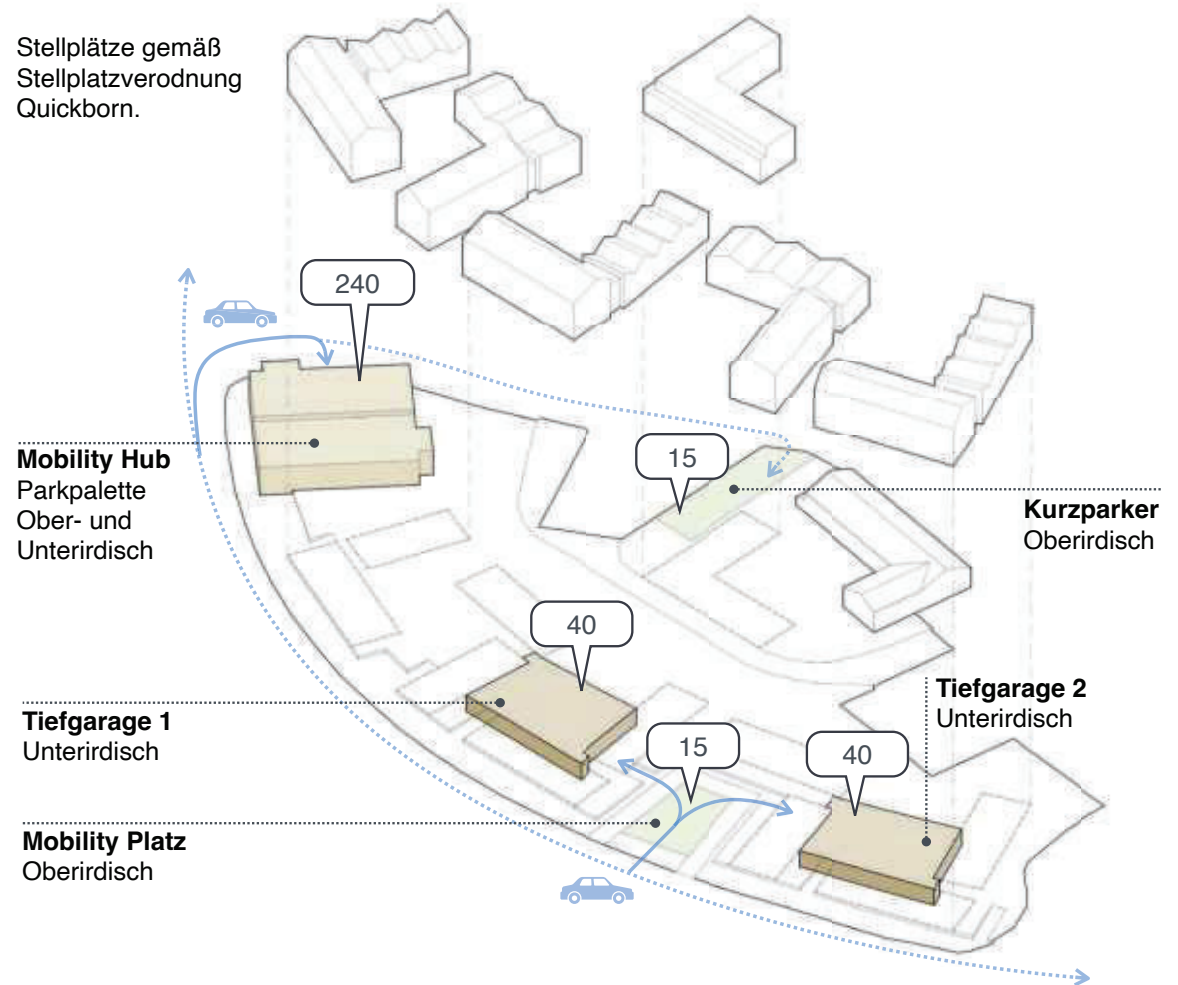 Stellplätze gemäß
Stellplatzverodnung
Quickborn.
240
Mobility Hub
Parkpalette
Ober- und
Unterirdisch
15
Kurzparker
Oberirdisch
40
Tiefgarage 1
Unterirdisch
Tiefgarage 2
Unterirdisch
15
40
Mobility Platz
Oberirdisch